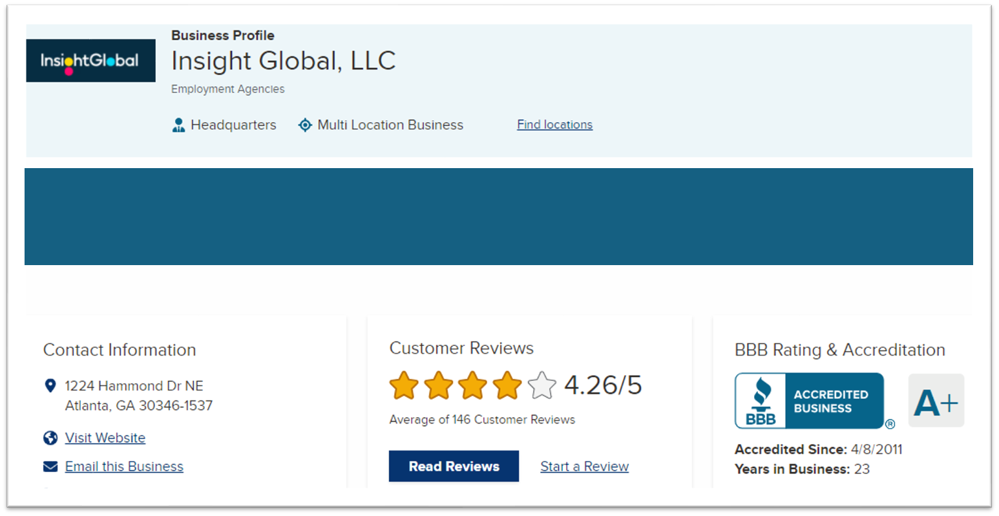 InsightGlobal
Business Profile
Insight Global, LLC
Employment Agencies
Headquarters
Multi Location Business
Find locations
Contact Information
1224 Hammond Dr NE
Atlanta, GA 30346-1537
Visit Website
Email this Business
Customer Reviews
4.26/5
Average of 146 Customer Reviews
Read Reviews
Start a Review
BBB Rating & Accreditation
BBB
ACCREDITED
BUSINESS
®
A+
Accredited Since: 4/8/2011
Years in Business: 23